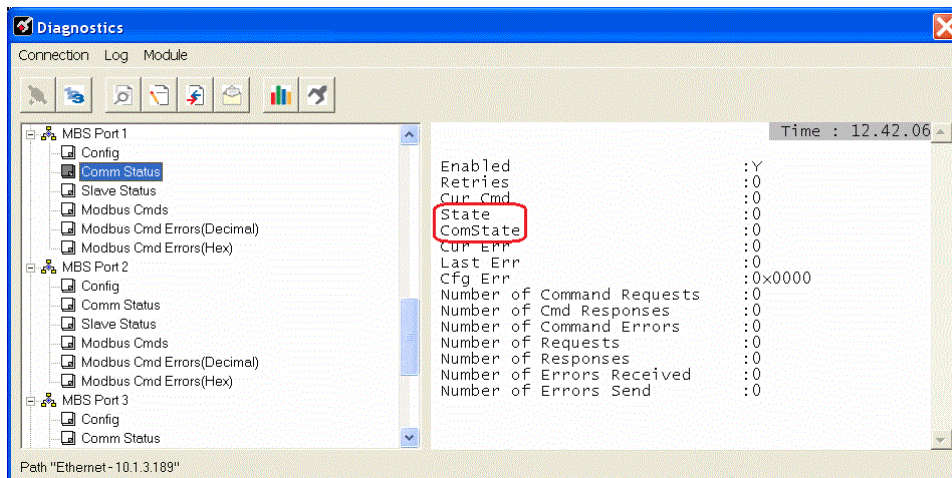 Diagnostics
Connection Log Module
MBS Port 1
Config
Comm Status
Slave Status
Modbus Cmds
Modbus Cmd Errors(Decimal)
Modbus Cmd Errors(Hex)
MBS Port 2
Config
Comm Status
Slave Status
Modbus Cmds
Modbus Cmd Errors(Decimal)
Modbus Cmd Errors(Hex)
MBS Port 3
Config
Comm Status
Time : 12.42.06
Enabled :Y
Retries :0
Cur Cmd :0
State :0
ComState :0
Cur Err :0
Last Err :0
Cfg Err :0x0000
Number of Command Requests :0
Number of Cmd Responses :0
Number of Command Errors :0
Number of Requests :0
Number of Responses :0
Number of Errors Received :0
Number of Errors Send :0
Path "Ethernet - 10.1.3.189"